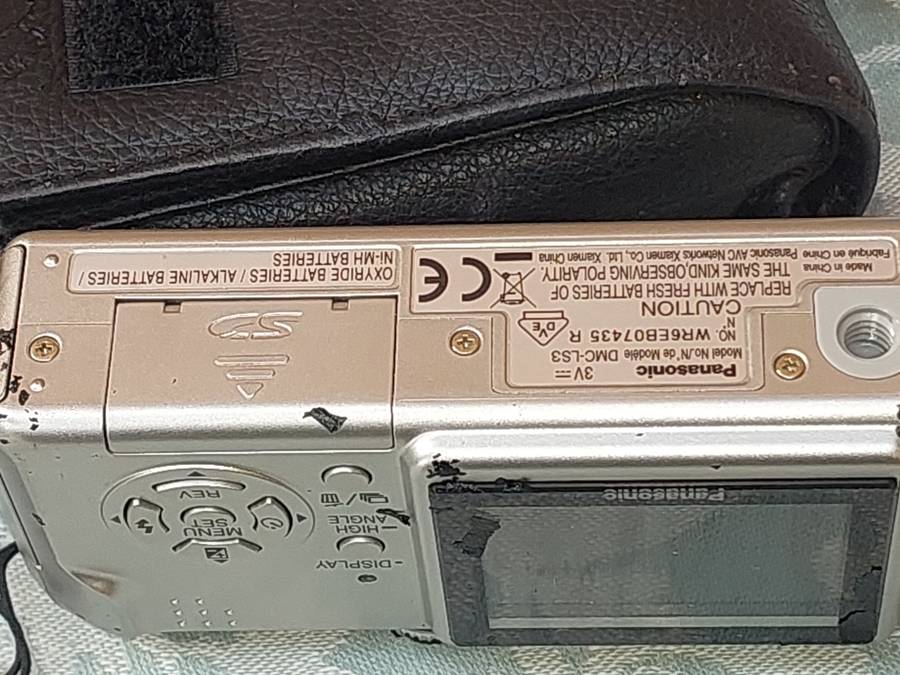 Panasonic
Model No./N° de Modèle DMC-LS3
3V
NO. WR6EB07435 R
N°
CAUTION
REPLACE WITH FRESH BATTERIES OF
THE SAME KIND, OBSERVING POLARITY.
Panasonic AVC Networks Xiamen Co., Ltd., China
Made in China
Fabriqué en Chine
CE
OXYRIDE BATTERIES / ALKALINE BATTERIES /
Ni-MH BATTERIES
SD
Panasonic
DISPLAY
HIGH
ANGLE
MENU
SET
REV